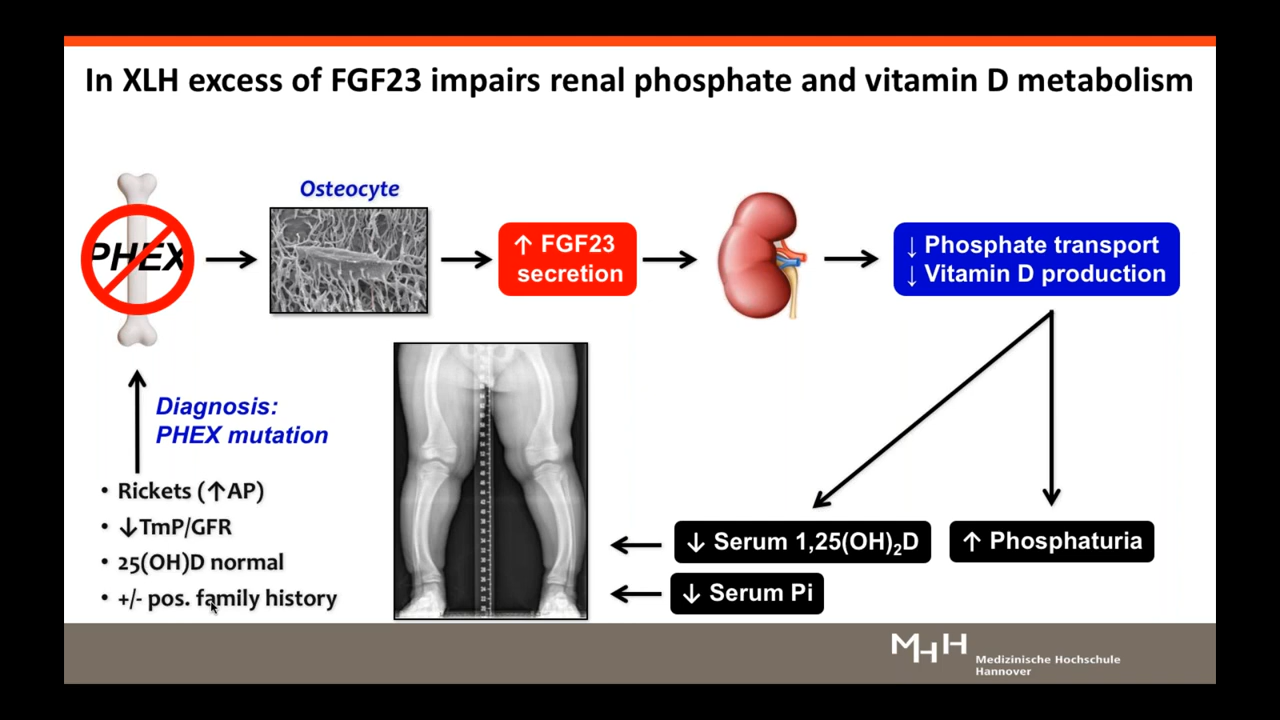 In XLH excess of FGF23 impairs renal phosphate and vitamin D metabolism
PHEX
Osteocyte
↑ FGF23
secretion
↓ Phosphate transport
↓ Vitamin D production
Diagnosis:
PHEX mutation
• Rickets (↑AP)
• ↓TmP/GFR
• 25(OH)D normal
• +/- pos. family history
↓ Serum 1,25(OH)₂D
↑ Phosphaturia
↓ Serum Pi
MHH
Medizinische Hochschule
Hannover